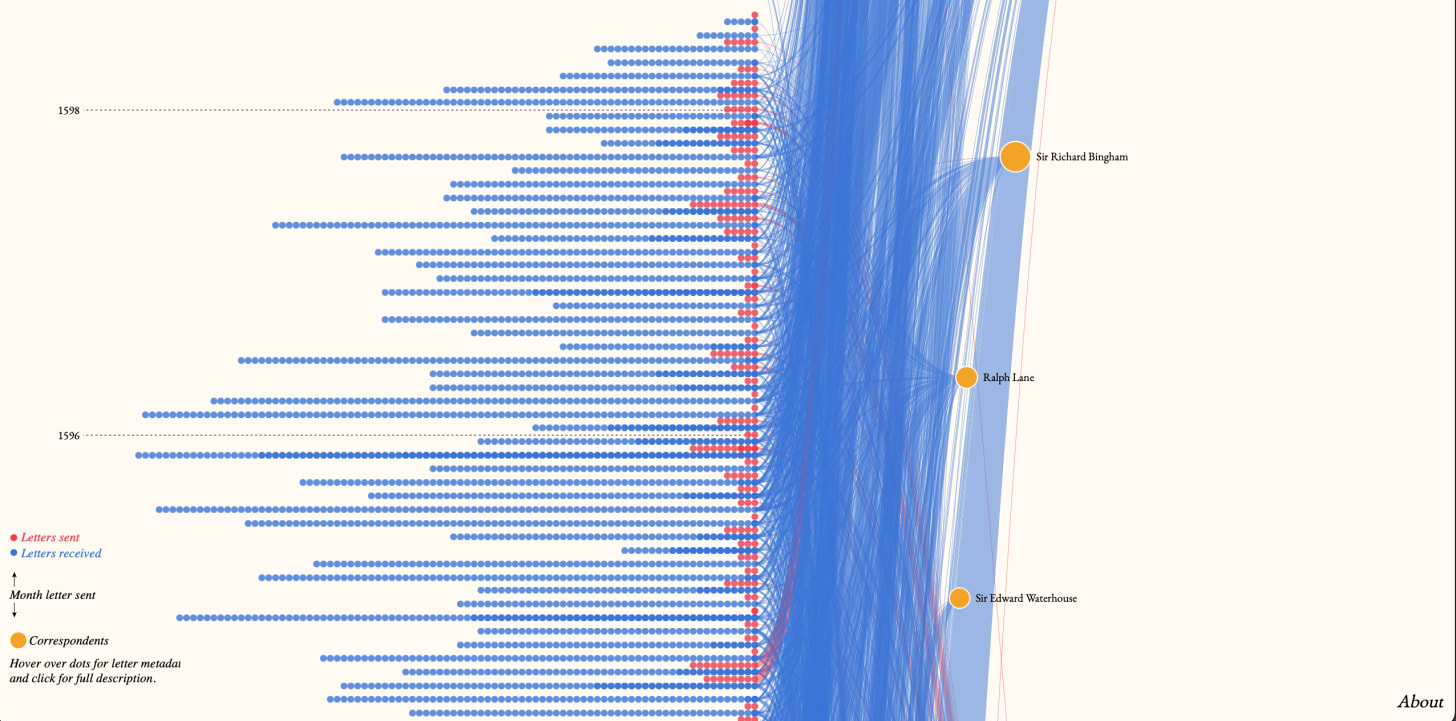 1598
Sir Richard Bingham
Ralph Lane
1596
Letters sent
Letters received
Month letter sent
Sir Edward Waterhouse
Correspondents
Hover over dots for letter metada
and click for full description.
About